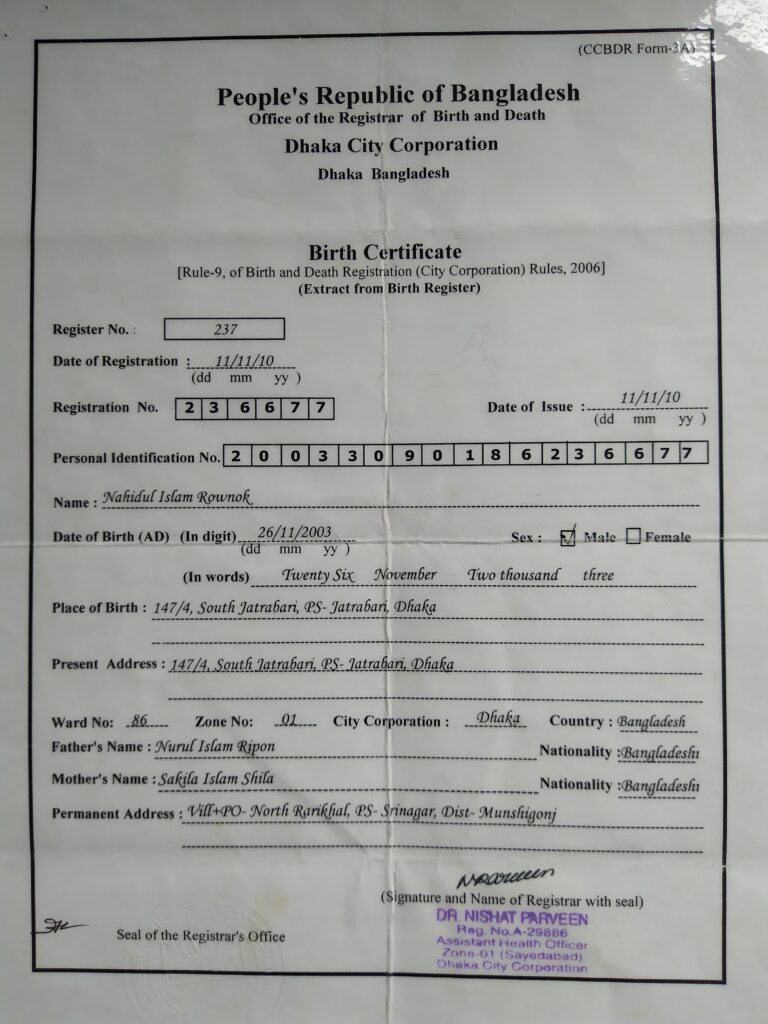 (CCBDR Form-3A)
People's Republic of Bangladesh
Office of the Registrar of Birth and Death
Dhaka City Corporation
Dhaka Bangladesh
Birth Certificate
[Rule-9, of Birth and Death Registration (City Corporation) Rules, 2006]
(Extract from Birth Register)
Register No. : 237
Date of Registration : 11/11/10
(dd mm yy )
Registration No. 2 3 6 6 7 7
Date of Issue : 11/11/10
(dd mm yy )
Personal Identification No. 2 0 0 3 3 0 9 0 1 8 6 2 3 6 6 7 7
Name : Nahidul Islam Rownok
Date of Birth (AD) (In digit) 26/11/2003 Sex : Male Female
(dd mm yy )
(In words) Twenty Six November Two thousand three
Place of Birth : 147/4, South Jatrabari, PS- Jatrabari, Dhaka
Present Address : 147/4, South Jatrabari, PS- Jatrabari, Dhaka
Ward No: 86 Zone No: 01 City Corporation : Dhaka Country : Bangladesh
Father's Name : Nurul Islam Ripon Nationality : Bangladeshi
Mother's Name : Sakila Islam Shila Nationality : Bangladeshi
Permanent Address : Vill+PO- North Rarikhal, PS- Srinagar, Dist- Munshigonj
(Signature and Name of Registrar with seal)
DR. NISHAT PARVEEN
Reg. No.A-29886
Assistant Health Officer
Zone-01 (Sayedabad)
Dhaka City Corporation
Seal of the Registrar's Office